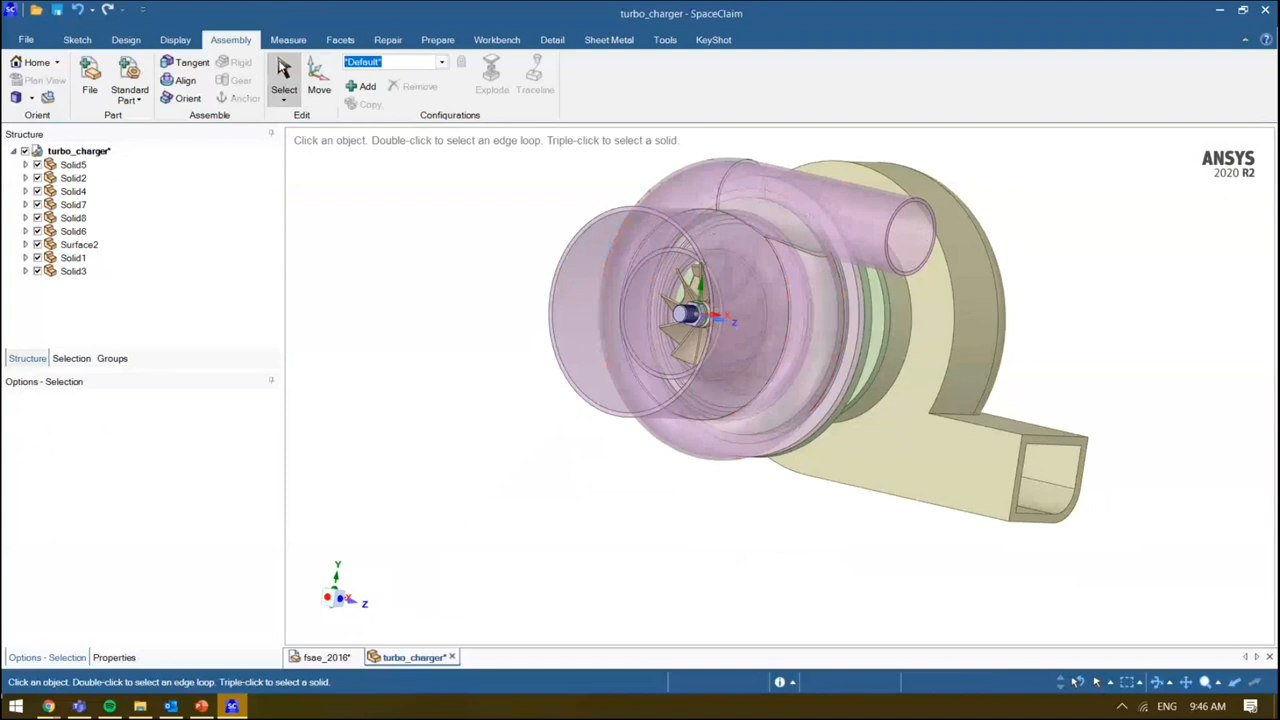 turbo_charger - SpaceClaim
File Sketch Design Display Assembly Measure Facets Repair Prepare Workbench Detail Sheet Metal Tools KeyShot
Home
Plan View
Orient
File
Standard
Part
Part
Tangent Rigid
Align Gear
Orient Anchor
Assemble
Select Move
Edit
*Default*
Add Remove
Copy
Explode Traceline
Configurations
Structure
turbo_charger*
Solid5
Solid2
Solid4
Solid7
Solid8
Solid6
Surface2
Solid1
Solid3
Structure Selection Groups
Options - Selection
Options - Selection Properties
Click an object. Double-click to select an edge loop. Triple-click to select a solid.
ANSYS
2020 R2
X
Z
Y
X
Z
fsae_2016* turbo_charger*
Click an object. Double-click to select an edge loop. Triple-click to select a solid.
ENG 9:46 AM